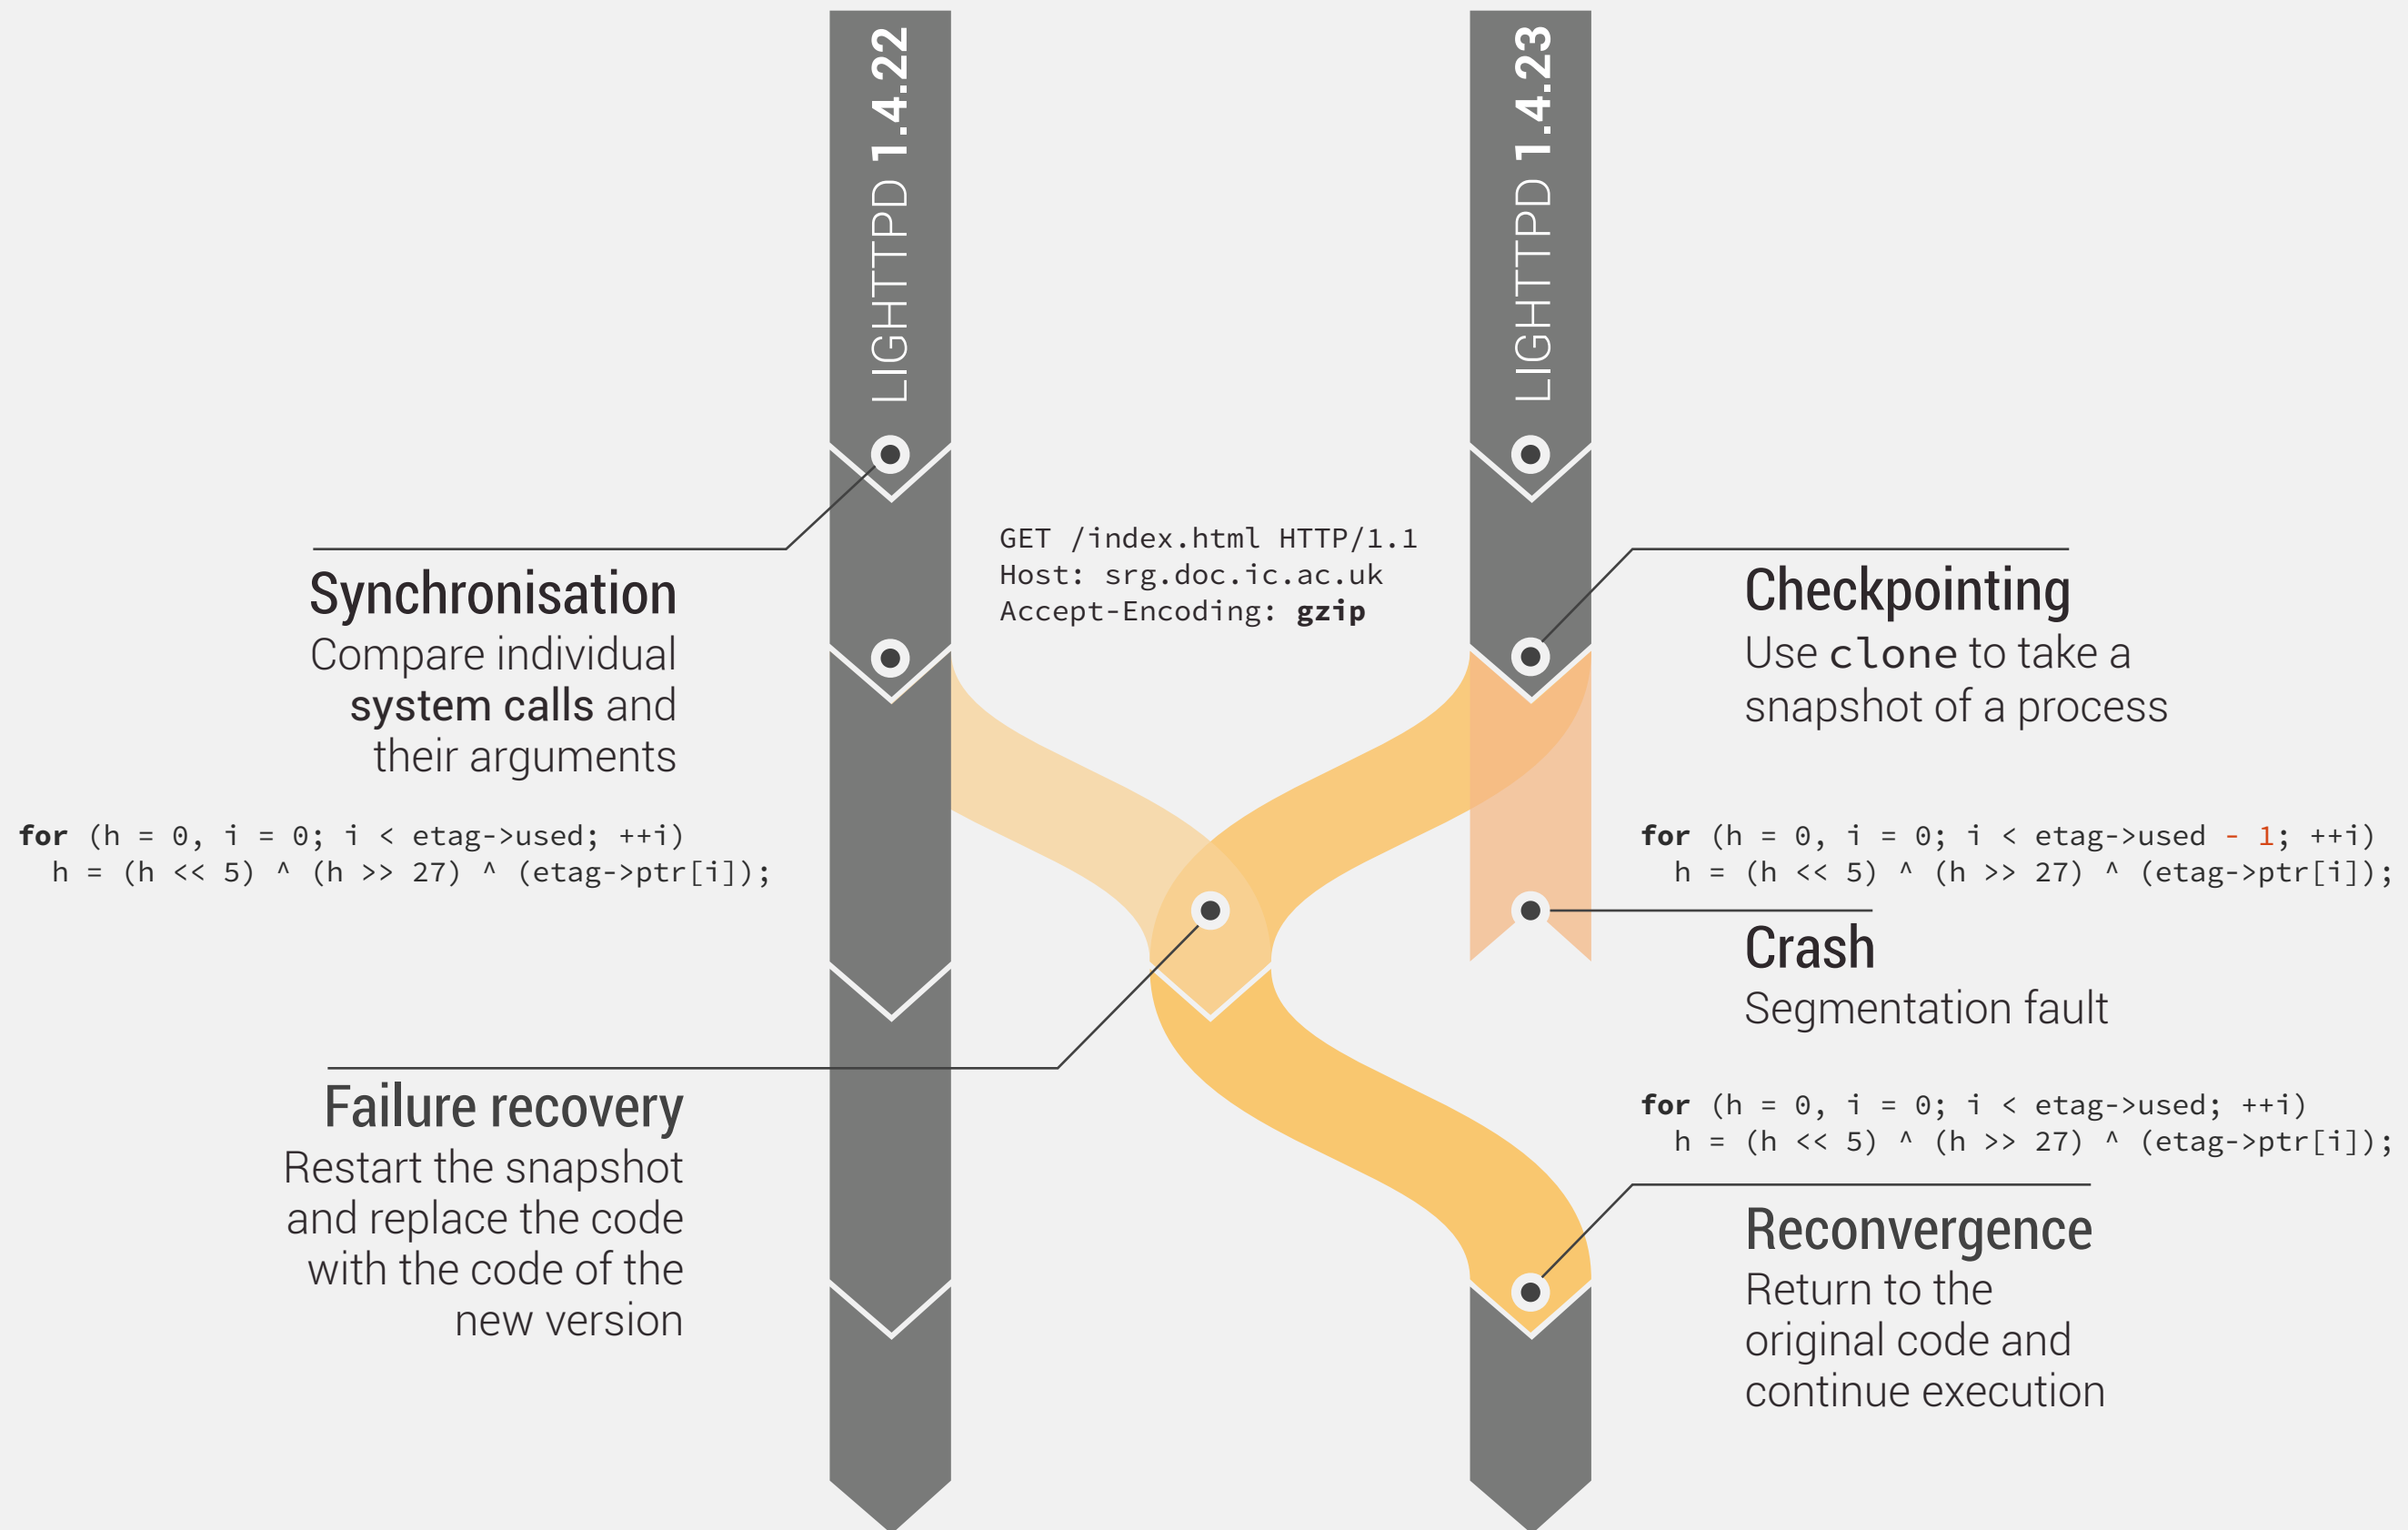 LIGHTTPD 1.4.22
LIGHTTPD 1.4.23
GET /index.html HTTP/1.1
Host: srg.doc.ic.ac.uk
Accept-Encoding: gzip
Synchronisation
Compare individual
system calls and
their arguments
Checkpointing
Use clone to take a
snapshot of a process
for (h = 0, i = 0; i < etag->used; ++i)
h = (h << 5) ^ (h >> 27) ^ (etag->ptr[i]);
for (h = 0, i = 0; i < etag->used - 1; ++i)
h = (h << 5) ^ (h >> 27) ^ (etag->ptr[i]);
Crash
Segmentation fault
Failure recovery
Restart the snapshot
and replace the code
with the code of the
new version
for (h = 0, i = 0; i < etag->used; ++i)
h = (h << 5) ^ (h >> 27) ^ (etag->ptr[i]);
Reconvergence
Return to the
original code and
continue execution